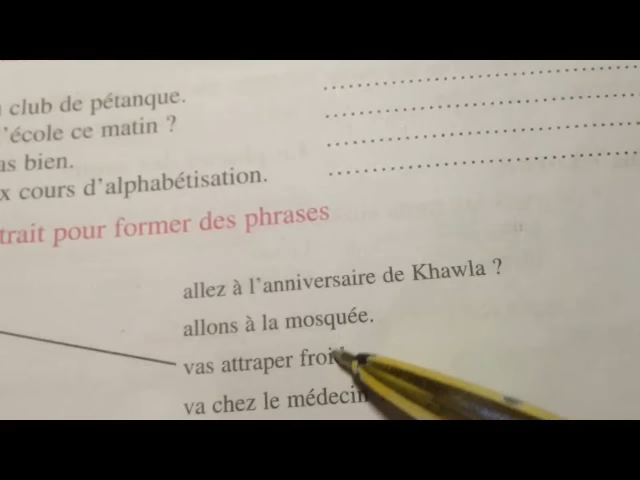 club de pétanque.
l'école ce matin ?
as bien.
x cours d'alphabétisation.
trait pour former des phrases
allez à l'anniversaire de Khawla ?
allons à la mosquée.
vas attraper froi
va chez le médecin